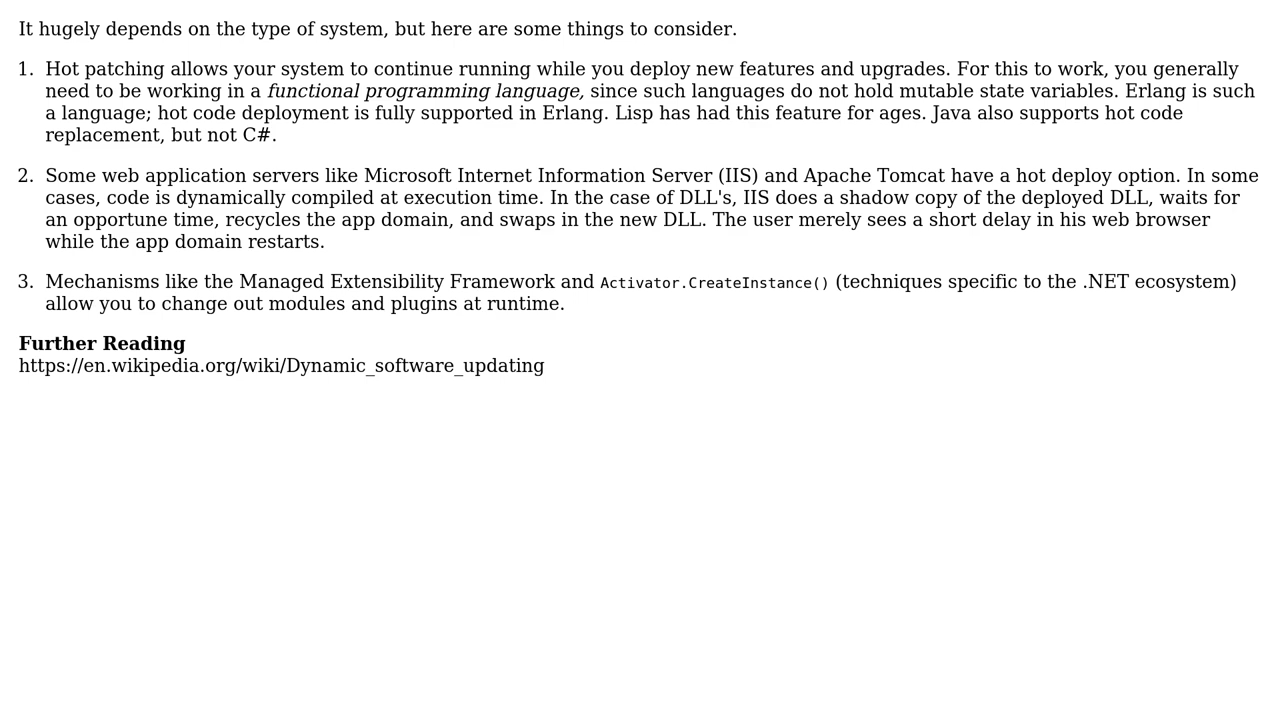 It hugely depends on the type of system, but here are some things to consider.
1. Hot patching allows your system to continue running while you deploy new features and upgrades. For this to work, you generally
need to be working in a functional programming language, since such languages do not hold mutable state variables. Erlang is such
a language; hot code deployment is fully supported in Erlang. Lisp has had this feature for ages. Java also supports hot code
replacement, but not C#.
2. Some web application servers like Microsoft Internet Information Server (IIS) and Apache Tomcat have a hot deploy option. In some
cases, code is dynamically compiled at execution time. In the case of DLL's, IIS does a shadow copy of the deployed DLL, waits for
an opportune time, recycles the app domain, and swaps in the new DLL. The user merely sees a short delay in his web browser
while the app domain restarts.
3. Mechanisms like the Managed Extensibility Framework and Activator.CreateInstance() (techniques specific to the .NET ecosystem)
allow you to change out modules and plugins at runtime.
Further Reading
https://en.wikipedia.org/wiki/Dynamic_software_updating